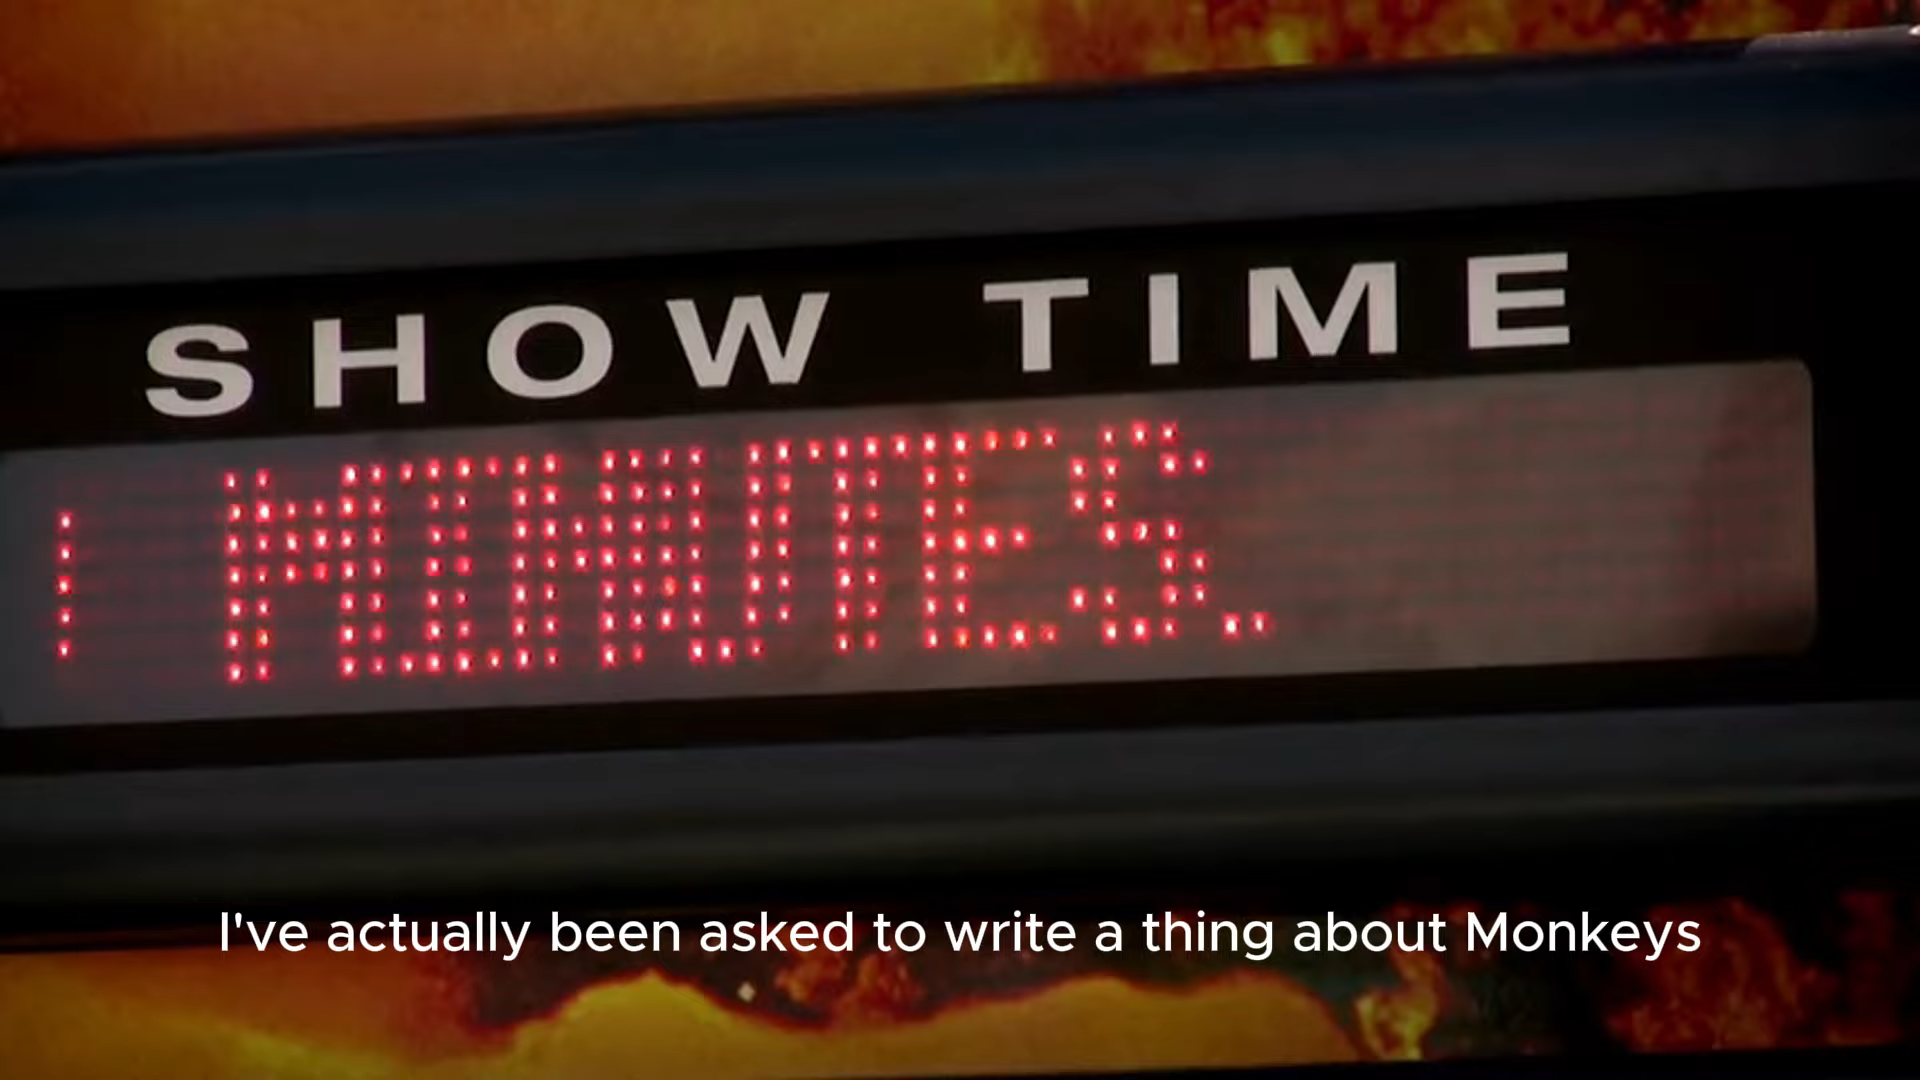 SHOW TIME
MINUTES.
I've actually been asked to write a thing about Monkeys